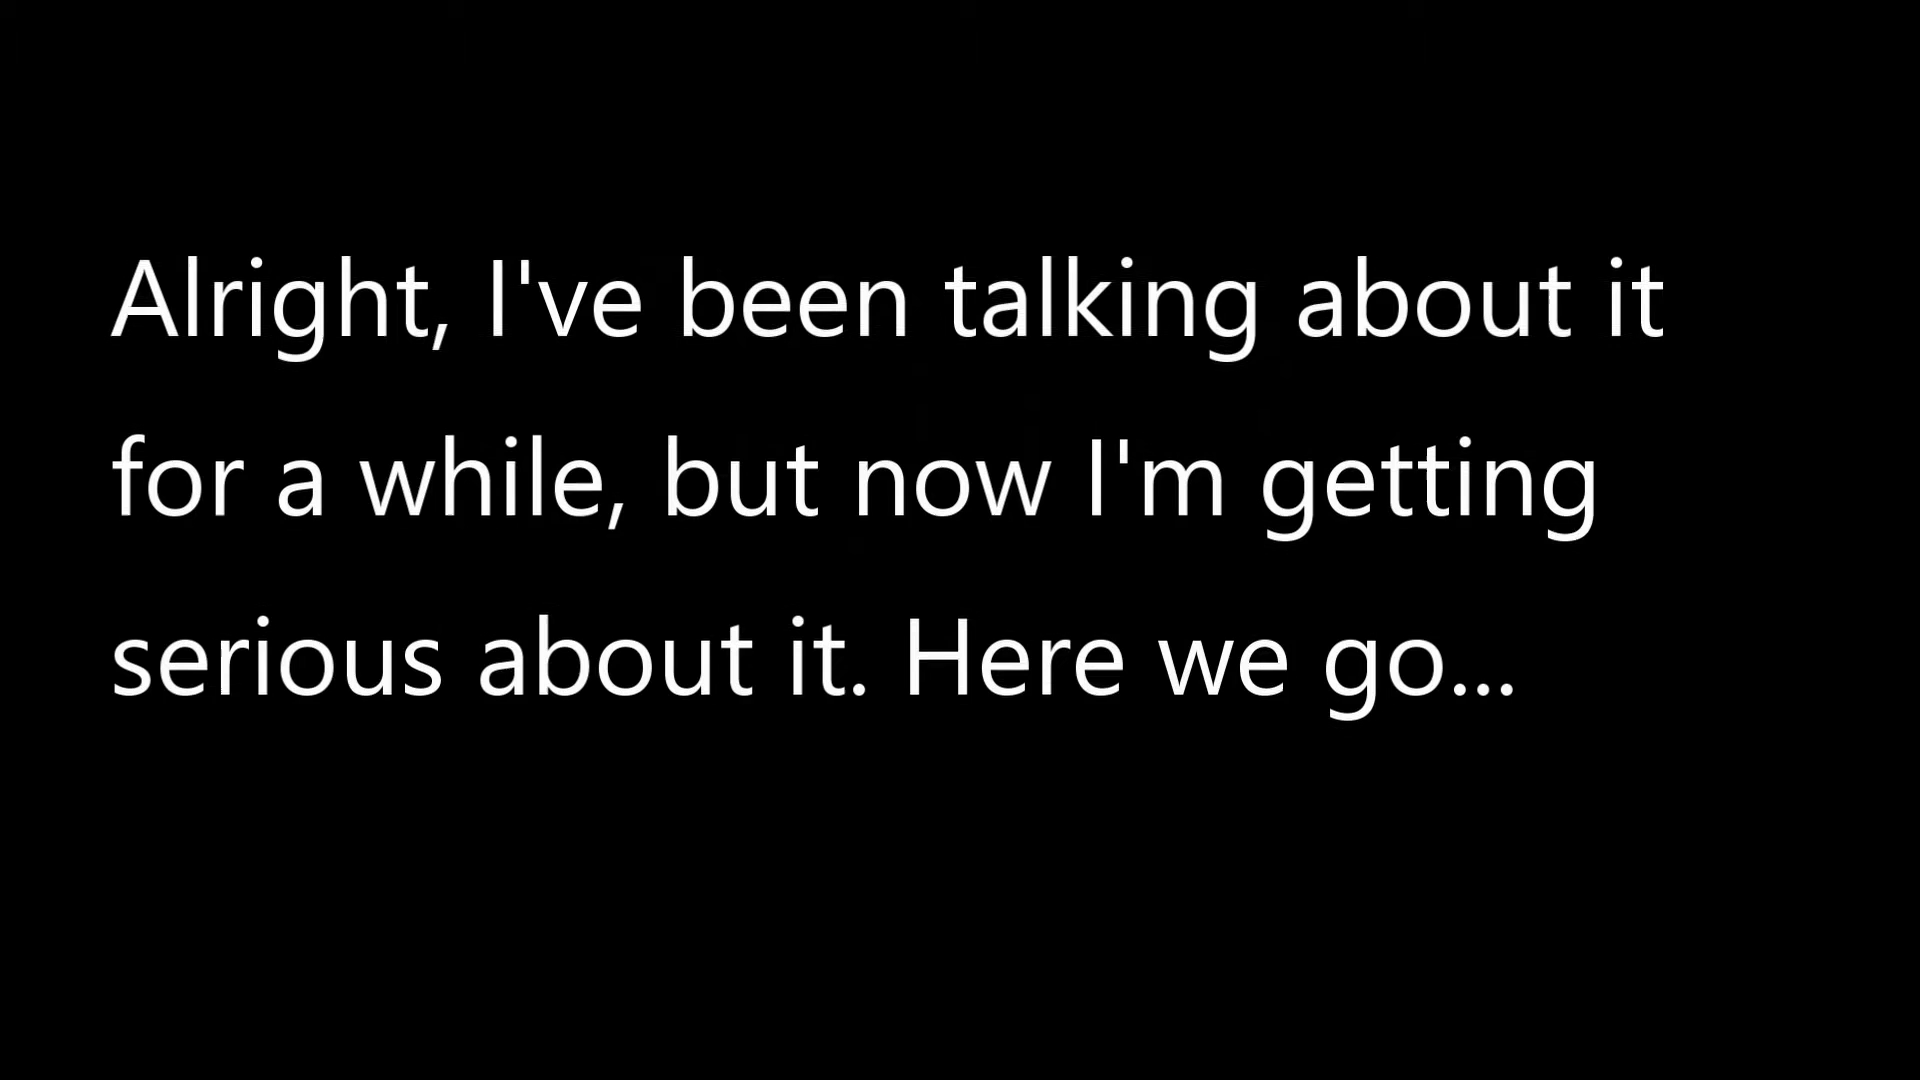 Alright, I've been talking about it
for a while, but now I'm getting
serious about it. Here we go...